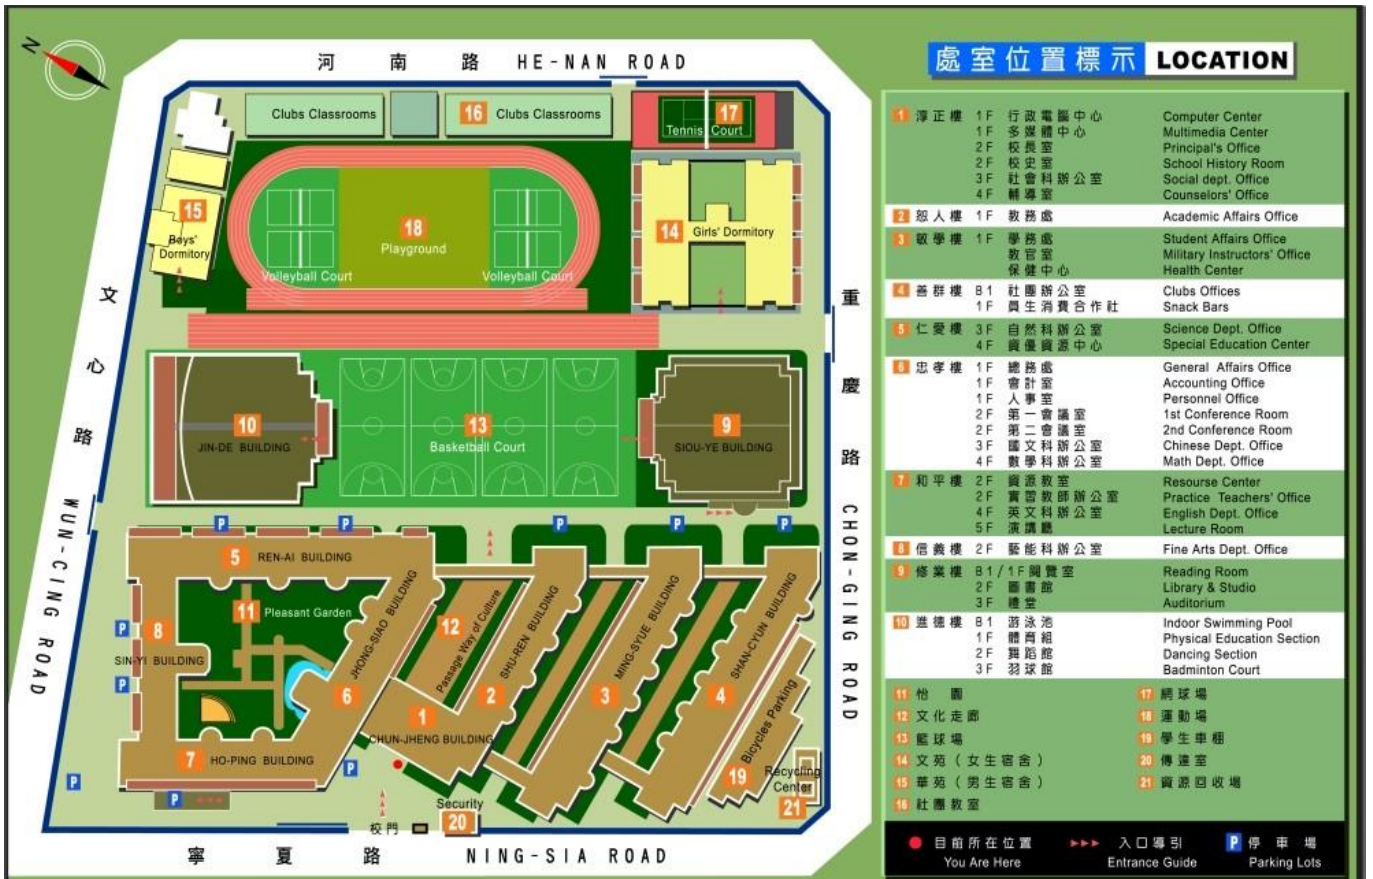 N
河南路 HE-NAN ROAD
Clubs Classrooms
16 Clubs Classrooms
17
Tennis Court
15
Boys'
Dormitory
18
Playground
Volleyball Court
Volleyball Court
14 Girls' Dormitory
文心路 WUN-CING ROAD
重慶路 CHON-GING ROAD
10
JIN-DE BUILDING
13
Basketball Court
9
SIOU-YE BUILDING
P P P P P
5 REN-AI BUILDING
11 Pleasant Garden
P
8
SIN-YI BUILDING
P
6
JHONG-SIAO BUILDING
12
Passage Way of Culture
2
SHU-REN BUILDING
3
MING-SYUE BUILDING
4
SHAN-CYUN BUILDING
1
CHUN-JHENG BUILDING
7 HO-PING BUILDING
P
P
P
19 Bicycles Parking
Recycling
Center
21
Security
20
校門
寧夏路 NING-SIA ROAD
處室位置標示 LOCATION
1 淳正樓 1F 行政電腦中心 Computer Center
1F 多媒體中心 Multimedia Center
2F 校長室 Principal's Office
2F 校史室 School History Room
3F 社會科辦公室 Social dept. Office
4F 輔導室 Counselors' Office
2 恕人樓 1F 教務處 Academic Affairs Office
3 敏學樓 1F 學務處 Student Affairs Office
教官室 Military Instructors' Office
保健中心 Health Center
4 善群樓 B1 社團辦公室 Clubs Offices
1F 員生消費合作社 Snack Bars
5 仁愛樓 3F 自然科辦公室 Science Dept. Office
4F 資優資源中心 Special Education Center
6 忠孝樓 1F 總務處 General Affairs Office
1F 會計室 Accounting Office
1F 人事室 Personnel Office
2F 第一會議室 1st Conference Room
2F 第二會議室 2nd Conference Room
3F 國文科辦公室 Chinese Dept. Office
4F 數學科辦公室 Math Dept. Office
7 和平樓 2F 資源教室 Resourse Center
2F 實習教師辦公室 Practice Teachers' Office
4F 英文科辦公室 English Dept. Office
5F 演講廳 Lecture Room
8 信義樓 2F 藝能科辦公室 Fine Arts Dept. Office
9 修業樓 B1/1F閱覽室 Reading Room
2F 圖書館 Library & Studio
3F 禮堂 Auditorium
10 進德樓 B1 游泳池 Indoor Swimming Pool
1F 體育組 Physical Education Section
2F 舞蹈館 Dancing Section
3F 羽球館 Badminton Court
11 怡園
12 文化走廊
13 籃球場
14 文苑（女生宿舍）
15 華苑（男生宿舍）
16 社團教室
17 網球場
18 運動場
19 學生車棚
20 傳達室
21 資源回收場
目前所在位置
You Are Here
入口導引
Entrance Guide
P 停車場
Parking Lots